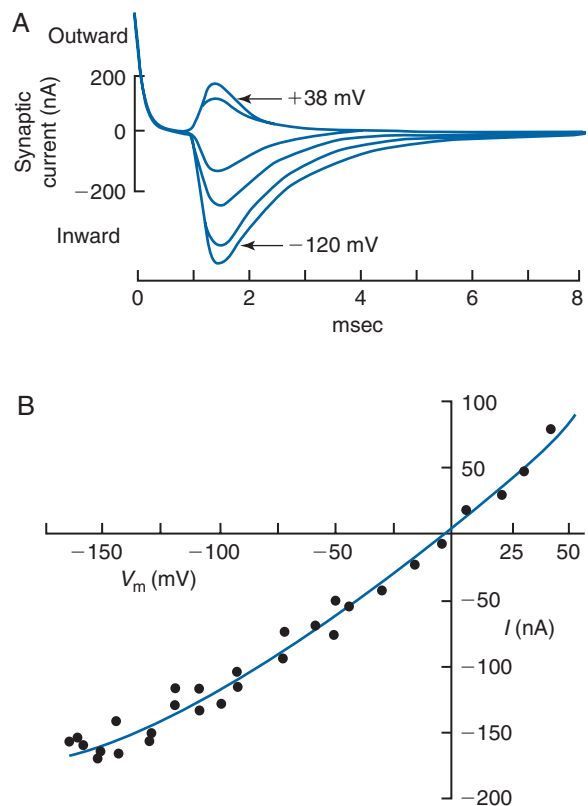 A
Outward
200
0
−200
Synaptic
current (nA)
Inward
+38 mV
−120 mV
0
2
4
6
8
msec
B
100
50
−150
−100
−50
25
50
Vm (mV)
−50
I (nA)
−100
−150
−200